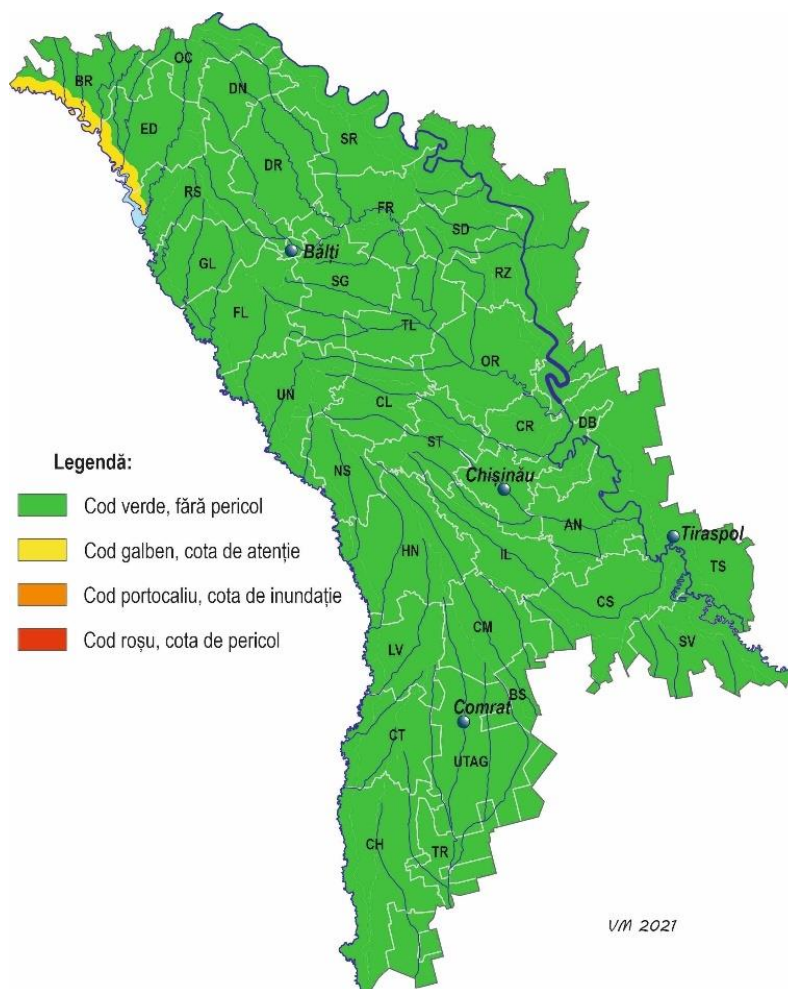 OC
BR
DN
ED
SR
DR
RS
FR
SD
Bălți
GL
SG
RZ
FL
TL
OR
UN
CL
CR
DB
ST
Legendă:
NS
Chișinău
Cod verde, fără pericol
AN
Tiraspol
Cod galben, cota de atenție
HN
IL
TS
Cod portocaliu, cota de inundație
CS
CM
Cod roșu, cota de pericol
LV
SV
BS
Comrat
CT
UTAG
CH
TR
VM 2021